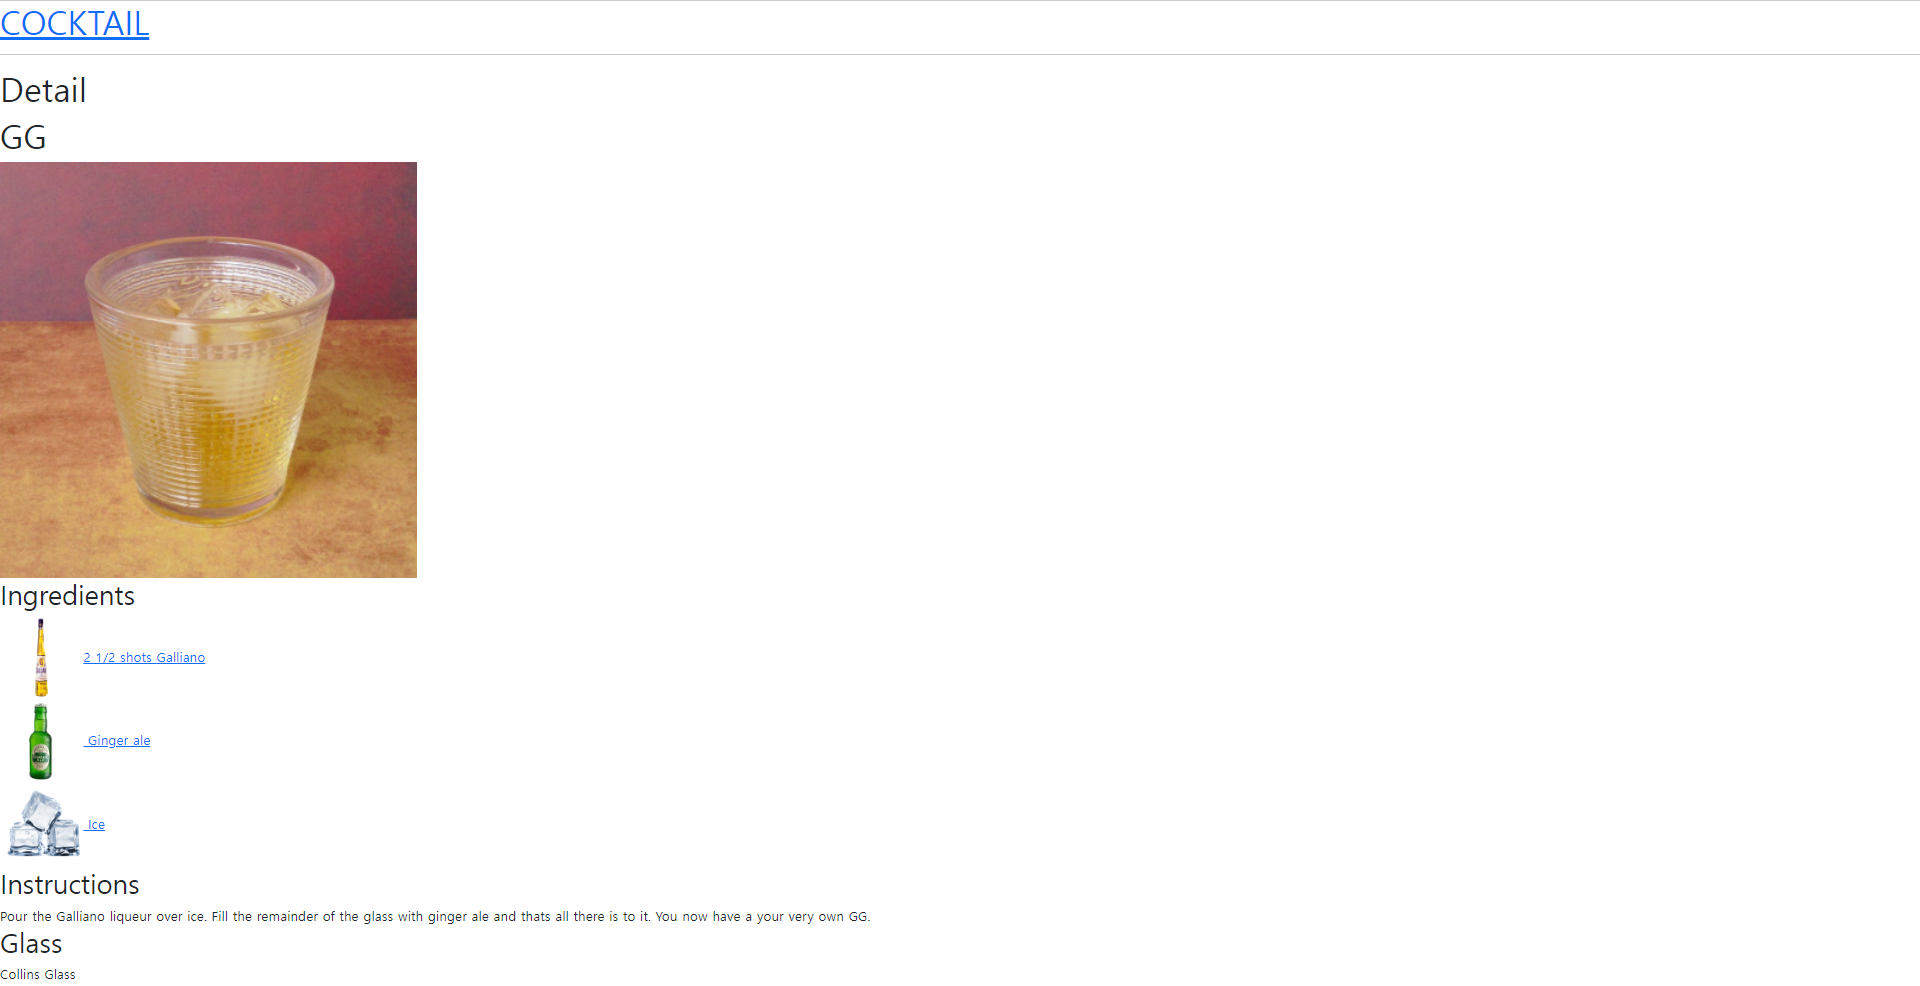 COCKTAIL
Detail
GG
Ingredients
2 1/2 shots Galliano
Ginger ale
Ice
Instructions
Pour the Galliano liqueur over ice. Fill the remainder of the glass with ginger ale and thats all there is to it. You now have a your very own GG.
Glass
Collins Glass